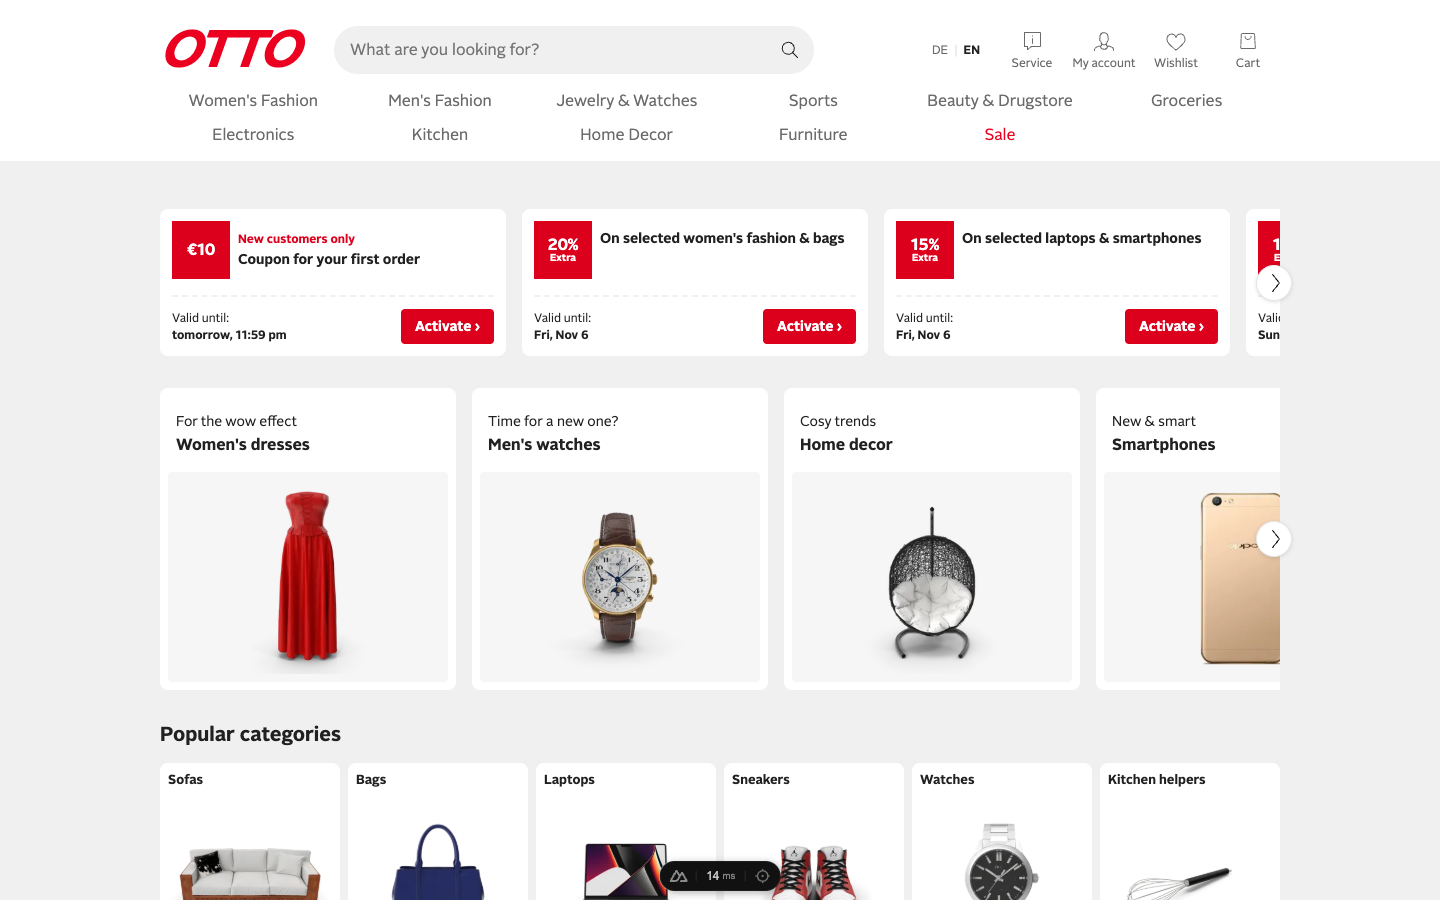 OTTO
What are you looking for?
DE | EN
Service
My account
Wishlist
Cart
Women's Fashion
Men's Fashion
Jewelry & Watches
Sports
Beauty & Drugstore
Groceries
Electronics
Kitchen
Home Decor
Furniture
Sale
€10
New customers only
Coupon for your first order
Valid until:
tomorrow, 11:59 pm
Activate ›
20%
Extra
On selected women's fashion & bags
Valid until:
Fri, Nov 6
Activate ›
15%
Extra
On selected laptops & smartphones
Valid until:
Fri, Nov 6
Activate ›
Sun
For the wow effect
Women's dresses
Time for a new one?
Men's watches
Cosy trends
Home decor
New & smart
Smartphones
Popular categories
Sofas
Bags
Laptops
Sneakers
Watches
Kitchen helpers
14 ms